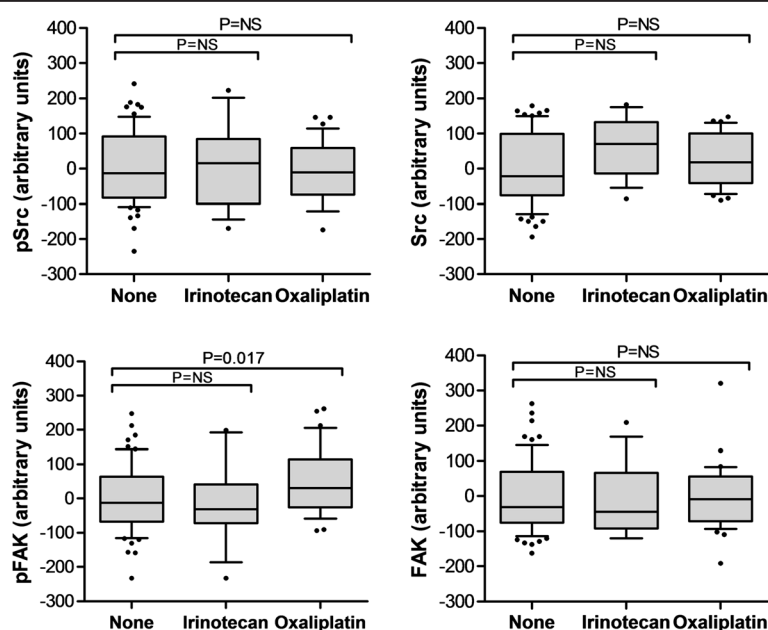 P=NS
P=NS
400
300
200
100
0
-100
-200
-300
pSrc (arbitrary units)
None Irinotecan Oxaliplatin
P=NS
P=NS
400
300
200
100
0
-100
-200
-300
Src (arbitrary units)
None Irinotecan Oxaliplatin
P=0.017
P=NS
400
300
200
100
0
-100
-200
-300
pFAK (arbitrary units)
None Irinotecan Oxaliplatin
P=NS
P=NS
400
300
200
100
0
-100
-200
-300
FAK (arbitrary units)
None Irinotecan Oxaliplatin